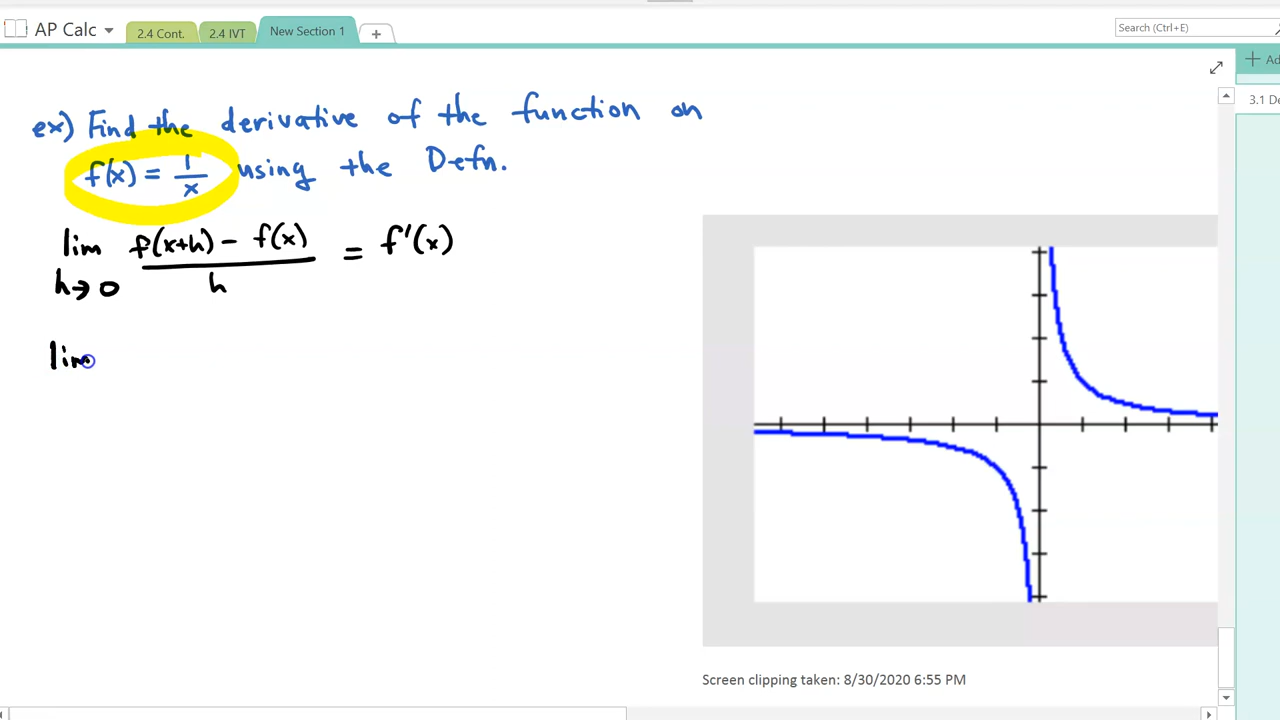 AP Calc
2.4 Cont.
2.4 IVT
New Section 1
Search (Ctrl+E)
Ad
3.1 De
ex) Find the derivative of the function on
f(x) = 1/x using the Defn.
lim h→0 f(x+h) − f(x) / h = f'(x)
lim
Screen clipping taken: 8/30/2020 6:55 PM